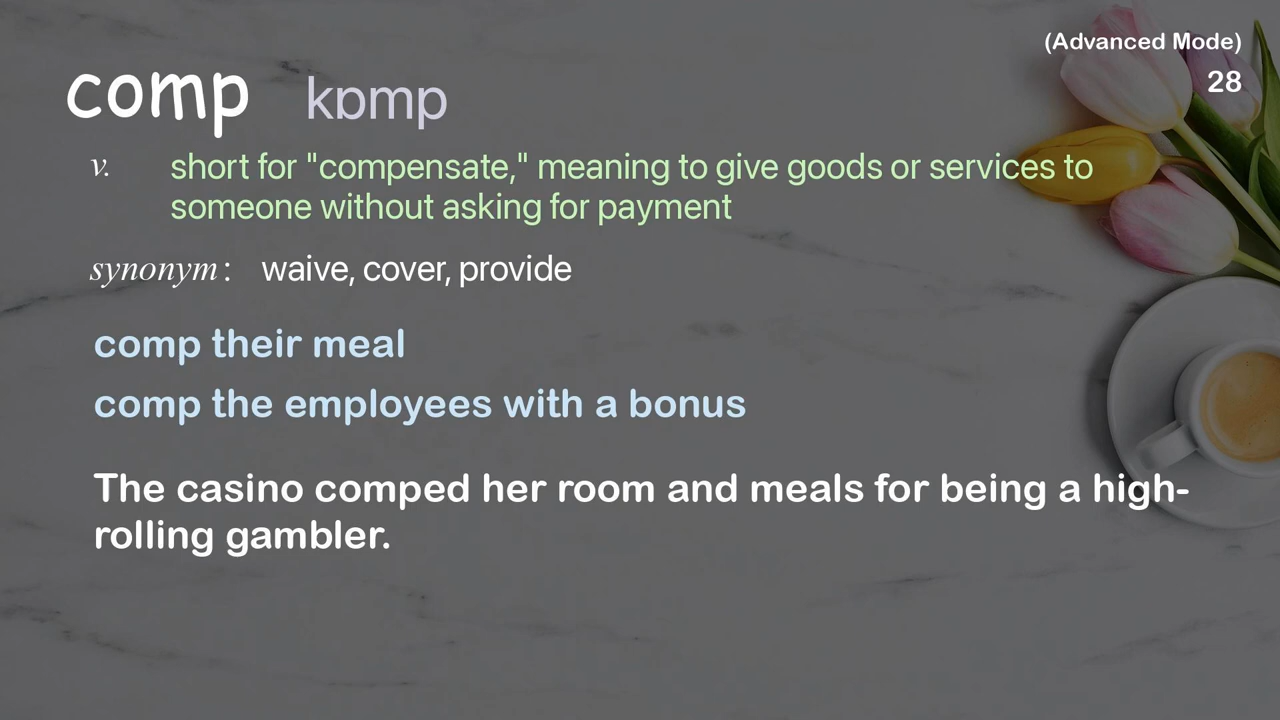 (Advanced Mode)
28
comp kɒmp
v. short for "compensate," meaning to give goods or services to
someone without asking for payment
synonym: waive, cover, provide
comp their meal
comp the employees with a bonus
The casino comped her room and meals for being a high-
rolling gambler.